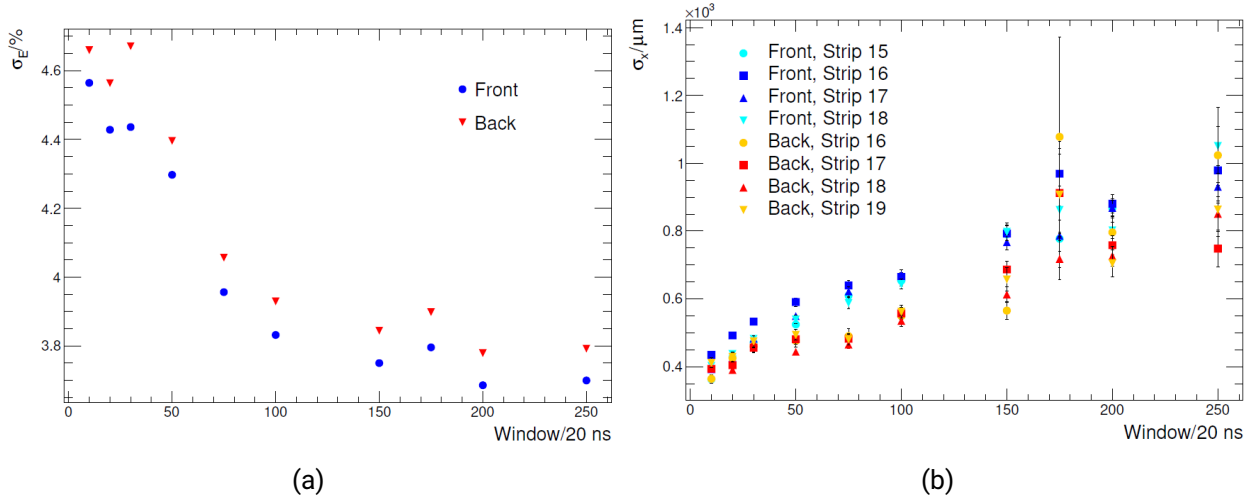 σ_E/%
4.6
4.4
4.2
4
3.8
Front
Back
0 50 100 150 200 250
Window/20 ns
(a)
×10³
σ_x/μm
1.4
1.2
1
0.8
0.6
0.4
Front, Strip 15
Front, Strip 16
Front, Strip 17
Front, Strip 18
Back, Strip 16
Back, Strip 17
Back, Strip 18
Back, Strip 19
0 50 100 150 200 250
Window/20 ns
(b)